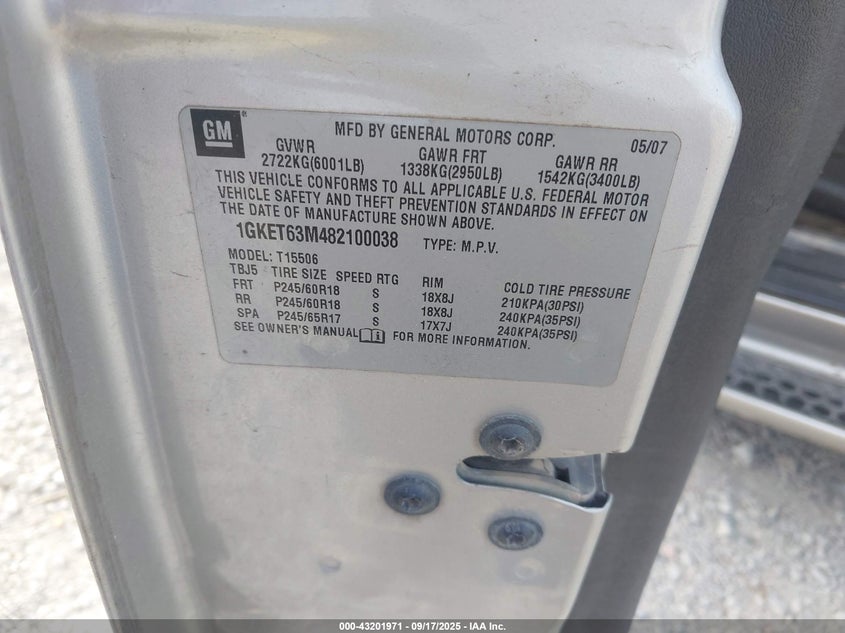 GM®
MFD BY GENERAL MOTORS CORP. 05/07
GVWR GAWR FRT GAWR RR
2722KG(6001LB) 1338KG(2950LB) 1542KG(3400LB)
THIS VEHICLE CONFORMS TO ALL APPLICABLE U.S. FEDERAL MOTOR
VEHICLE SAFETY AND THEFT PREVENTION STANDARDS IN EFFECT ON
THE DATE OF MANUFACTURE SHOWN ABOVE.
1GKET63M482100038 TYPE: M.P.V.
MODEL: T15506
TBJ5 TIRE SIZE SPEED RTG RIM COLD TIRE PRESSURE
FRT P245/60R18 S 18X8J 210KPA(30PSI)
RR P245/60R18 S 18X8J 240KPA(35PSI)
SPA P245/65R17 S 17X7J 240KPA(35PSI)
SEE OWNER'S MANUAL FOR MORE INFORMATION.
000-43201971 - 09/17/2025 - IAA Inc.